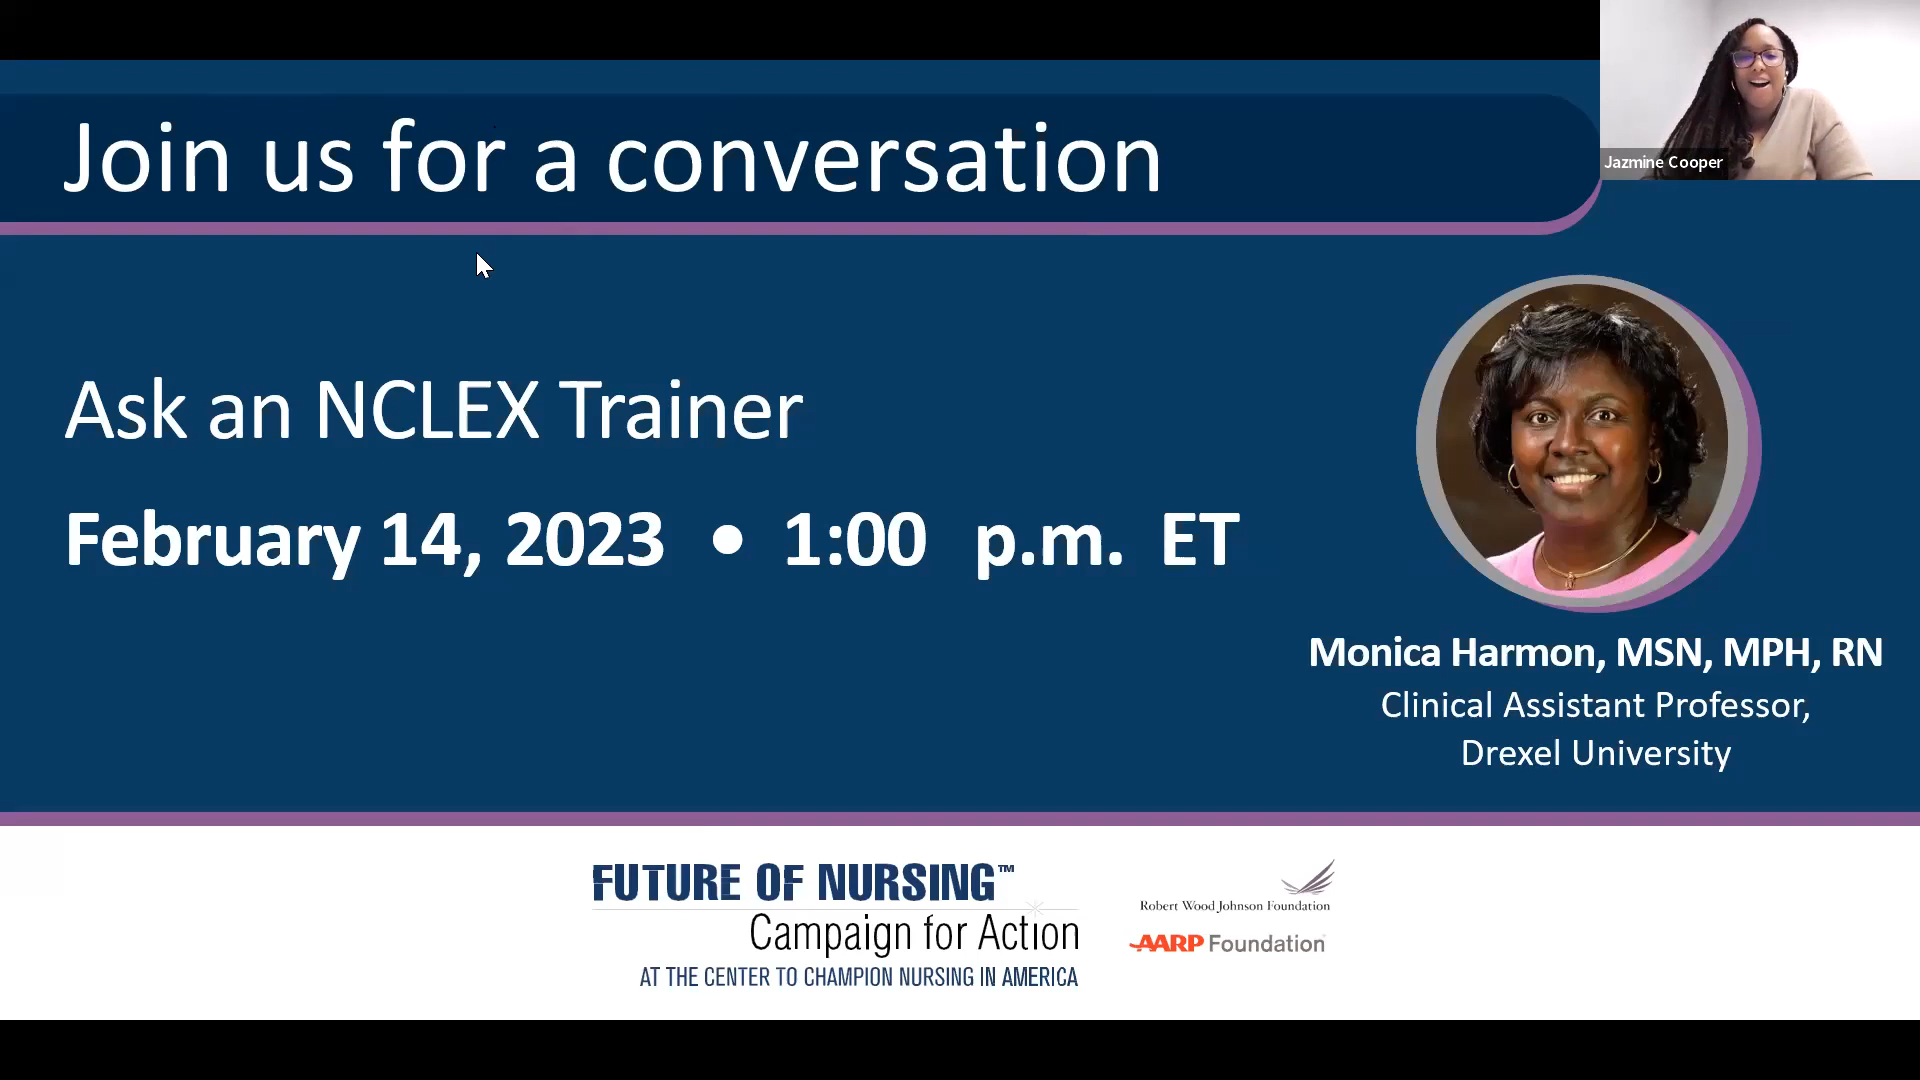 Join us for a conversation
Jazmine Cooper
Ask an NCLEX Trainer
February 14, 2023 • 1:00 p.m. ET
Monica Harmon, MSN, MPH, RN
Clinical Assistant Professor,
Drexel University
FUTURE OF NURSING™
Campaign for Action
AT THE CENTER TO CHAMPION NURSING IN AMERICA
Robert Wood Johnson Foundation
AARP Foundation